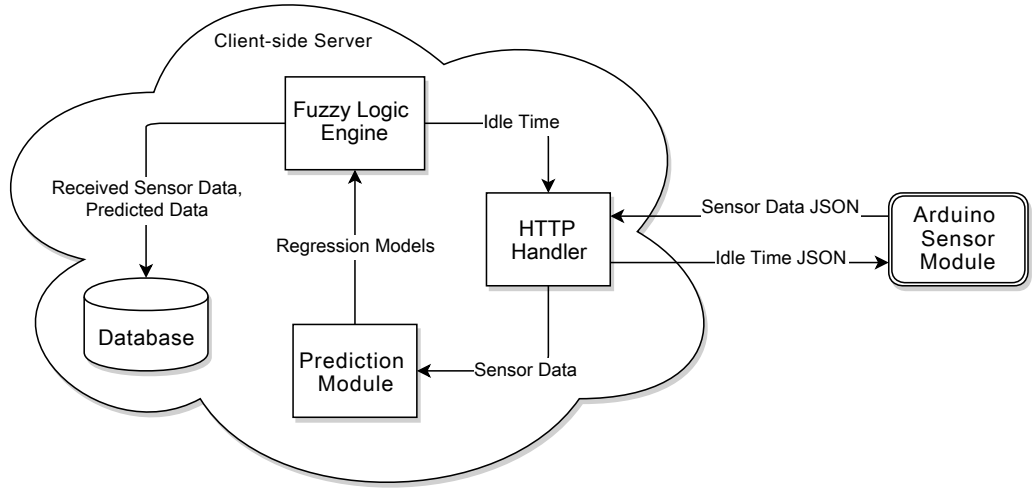 Client-side Server
Fuzzy Logic
Engine
Idle Time
Received Sensor Data,
Predicted Data
Regression Models
HTTP
Handler
Sensor Data JSON
Idle Time JSON
Arduino
Sensor
Module
Database
Prediction
Module
Sensor Data